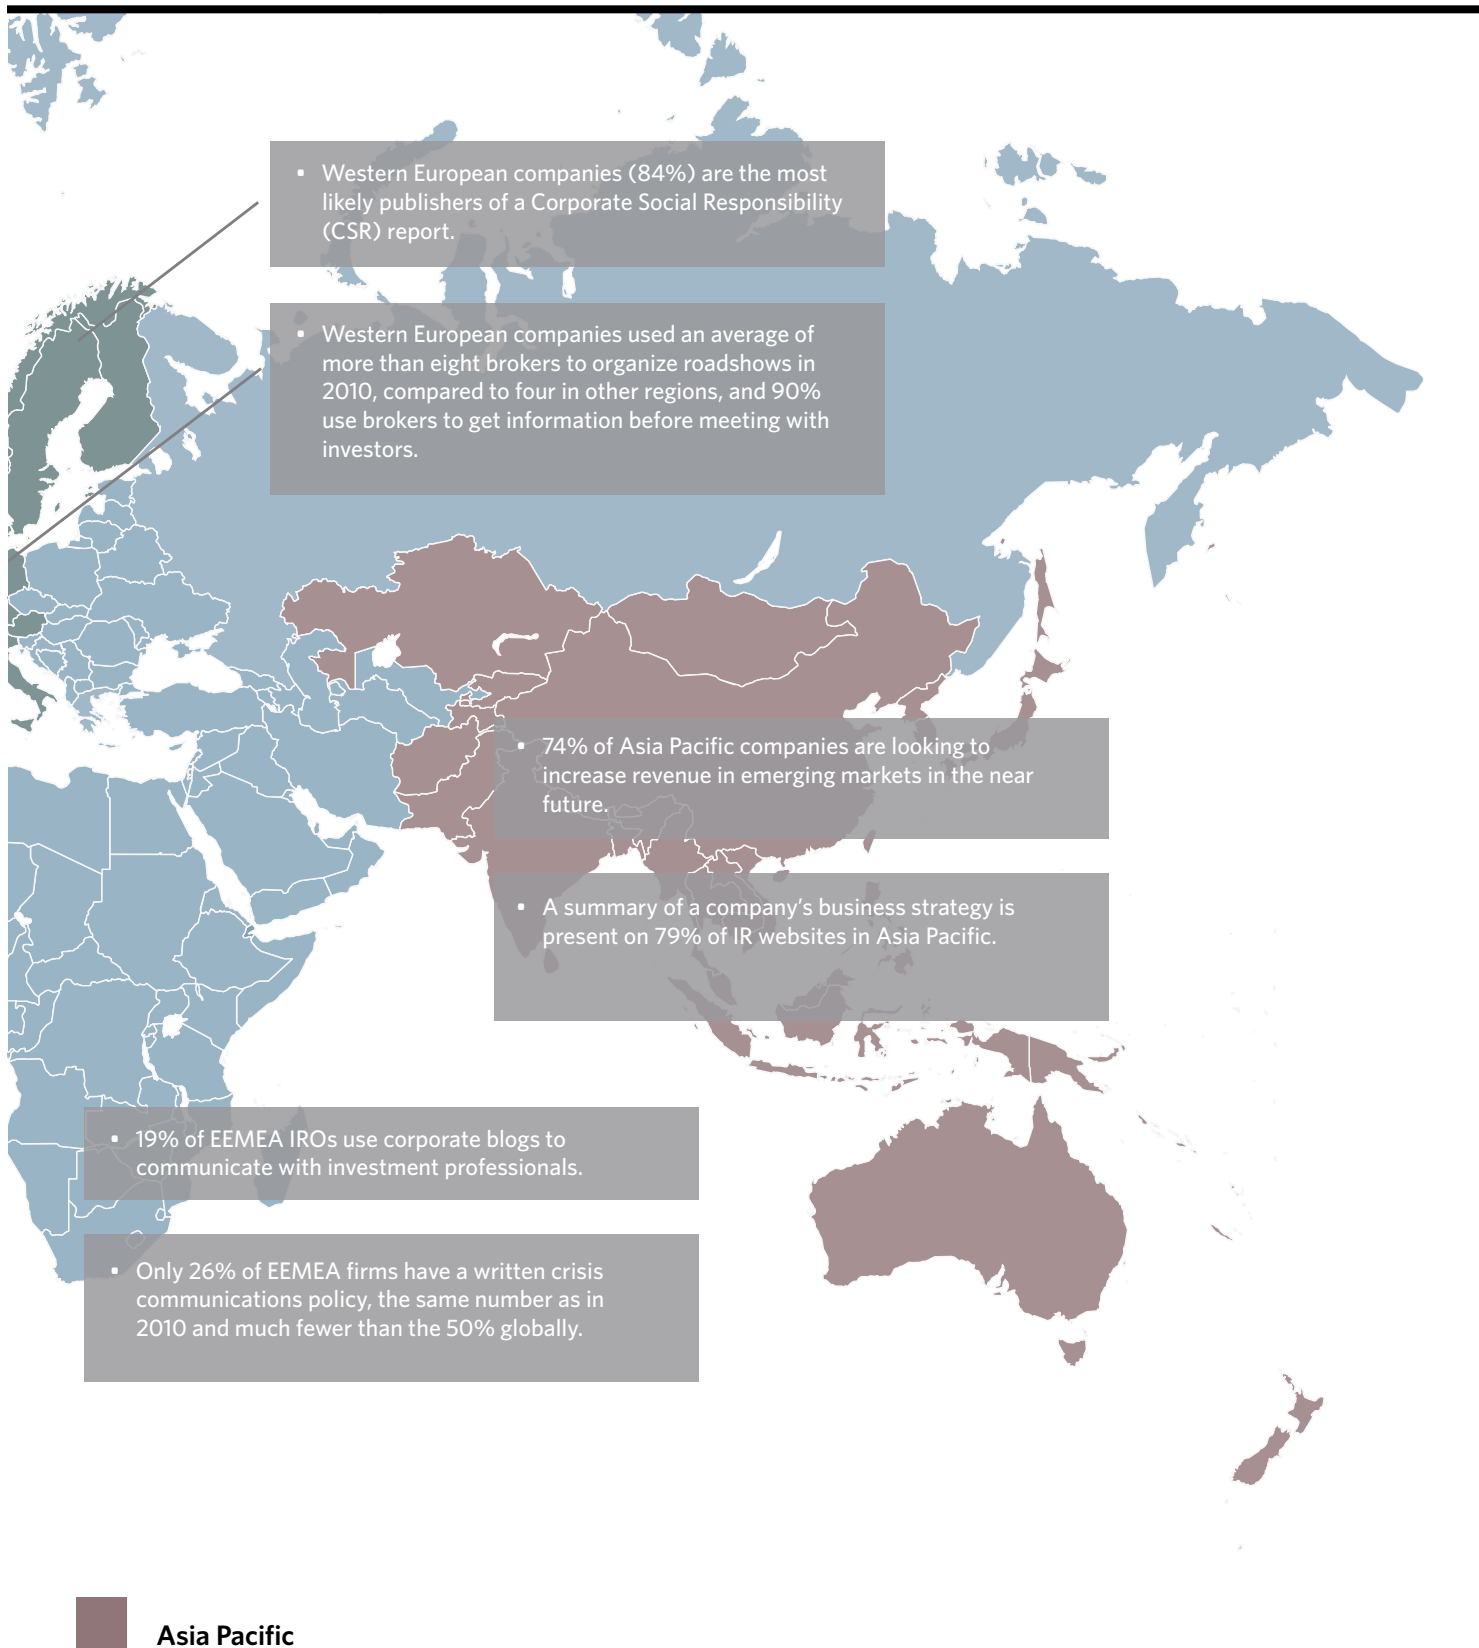 • Western European companies (84%) are the most
likely publishers of a Corporate Social Responsibility
(CSR) report.
• Western European companies used an average of
more than eight brokers to organize roadshows in
2010, compared to four in other regions, and 90%
use brokers to get information before meeting with
investors.
• 74% of Asia Pacific companies are looking to
increase revenue in emerging markets in the near
future.
• A summary of a company’s business strategy is
present on 79% of IR websites in Asia Pacific.
• 19% of EEMEA IROs use corporate blogs to
communicate with investment professionals.
• Only 26% of EEMEA firms have a written crisis
communications policy, the same number as in
2010 and much fewer than the 50% globally.
Asia Pacific